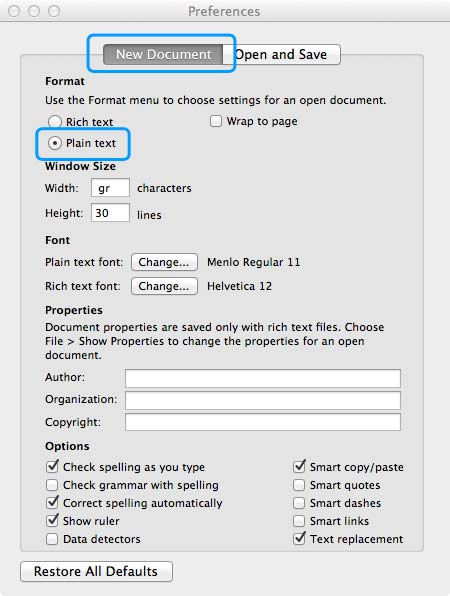 Preferences
New Document Open and Save
Format
Use the Format menu to choose settings for an open document.
Rich text Wrap to page
Plain text
Window Size
Width: gr characters
Height: 30 lines
Font
Plain text font: Change... Menlo Regular 11
Rich text font: Change... Helvetica 12
Properties
Document properties are saved only with rich text files. Choose
File > Show Properties to change the properties for an open
document.
Author:
Organization:
Copyright:
Options
Check spelling as you type Smart copy/paste
Check grammar with spelling Smart quotes
Correct spelling automatically Smart dashes
Show ruler Smart links
Data detectors Text replacement
Restore All Defaults